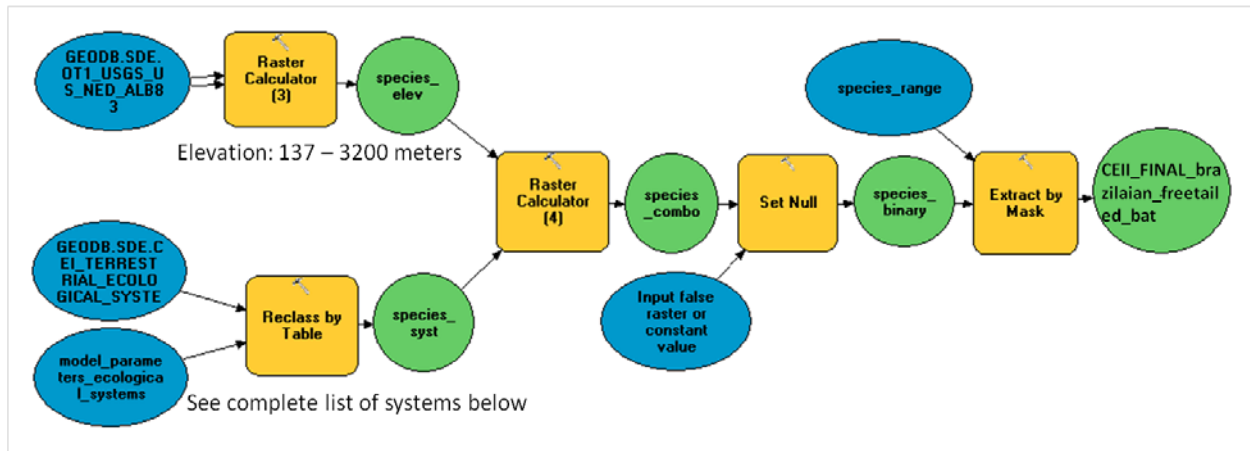 GEODB.SDE.
OT1_USGS_U
S_NED_ALB8
3
Raster
Calculator
(3)
species_
elev
Elevation: 137 – 3200 meters
species_range
Raster
Calculator
(4)
species
_combo
Set Null
species_
binary
Extract by
Mask
CEII_FINAL_bra
zilaian_freetail
ed_bat
GEODB.SDE.C
EI_TERREST
RIAL_ECOLO
GICAL_SYSTE
Reclass by
Table
species_
syst
Input false
raster or
constant
value
model_parame
ters_ecologica
l_systems
See complete list of systems below